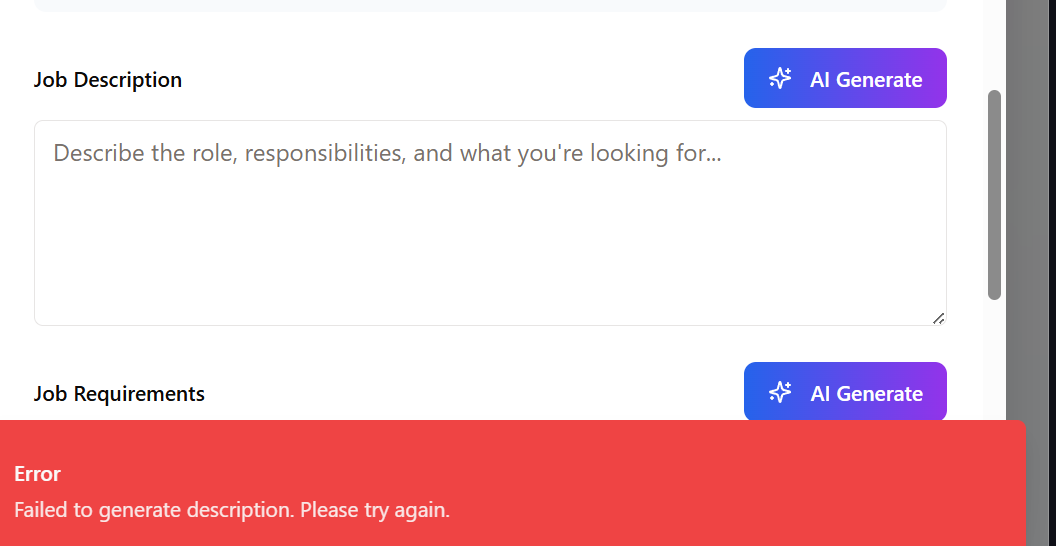 Job Description
AI Generate
Describe the role, responsibilities, and what you're looking for...
Job Requirements
AI Generate
Error
Failed to generate description. Please try again.